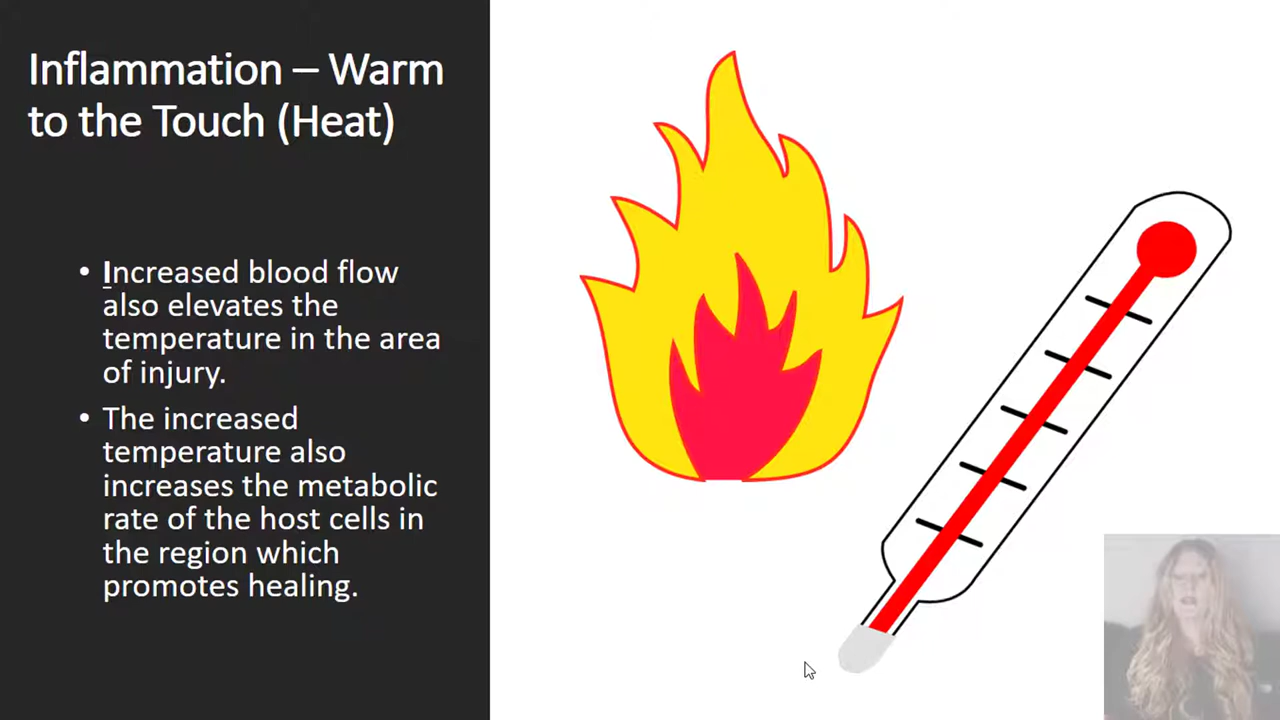 Inflammation – Warm
to the Touch (Heat)
• Increased blood flow
also elevates the
temperature in the area
of injury.
• The increased
temperature also
increases the metabolic
rate of the host cells in
the region which
promotes healing.